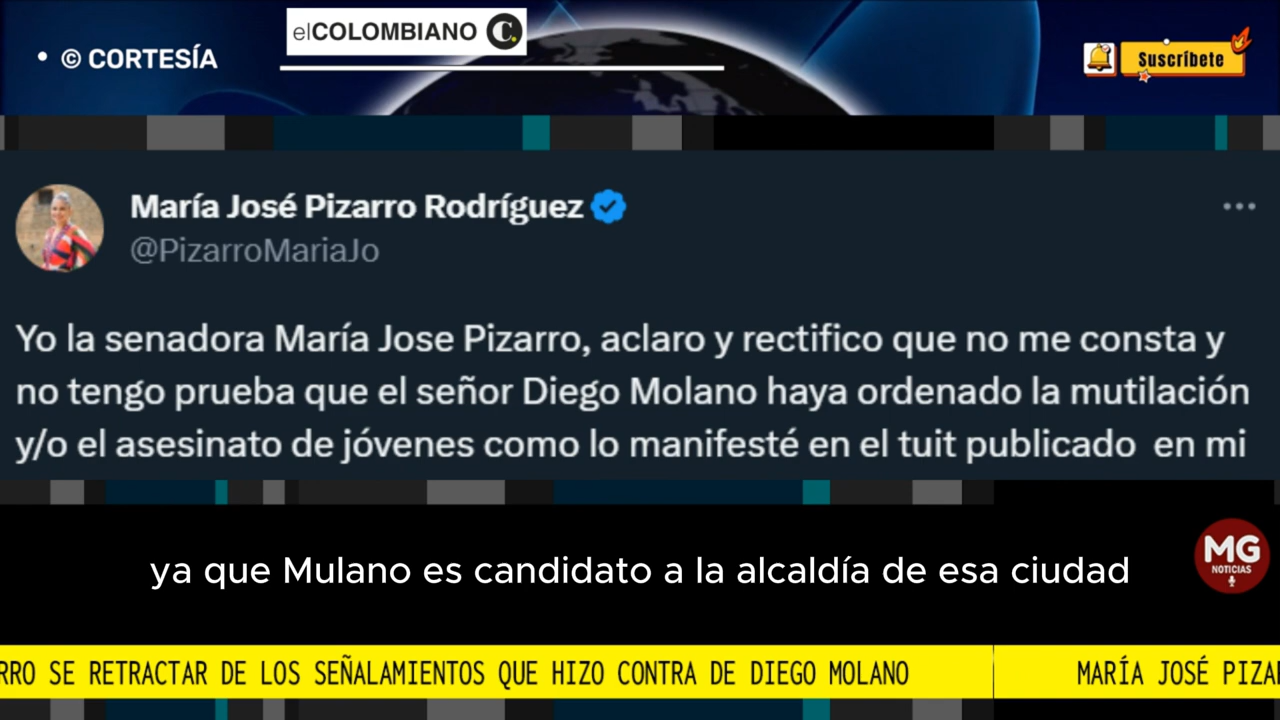 elCOLOMBIANO C.
• © CORTESÍA
Suscríbete
María José Pizarro Rodríguez
@PizarroMariaJo
Yo la senadora María Jose Pizarro, aclaro y rectifico que no me consta y
no tengo prueba que el señor Diego Molano haya ordenado la mutilación
y/o el asesinato de jóvenes como lo manifesté en el tuit publicado en mi
ya que Mulano es candidato a la alcaldía de esa ciudad
MG
NOTICIAS
RRO SE RETRACTAR DE LOS SEÑALAMIENTOS QUE HIZO CONTRA DE DIEGO MOLANO MARÍA JOSÉ PIZA